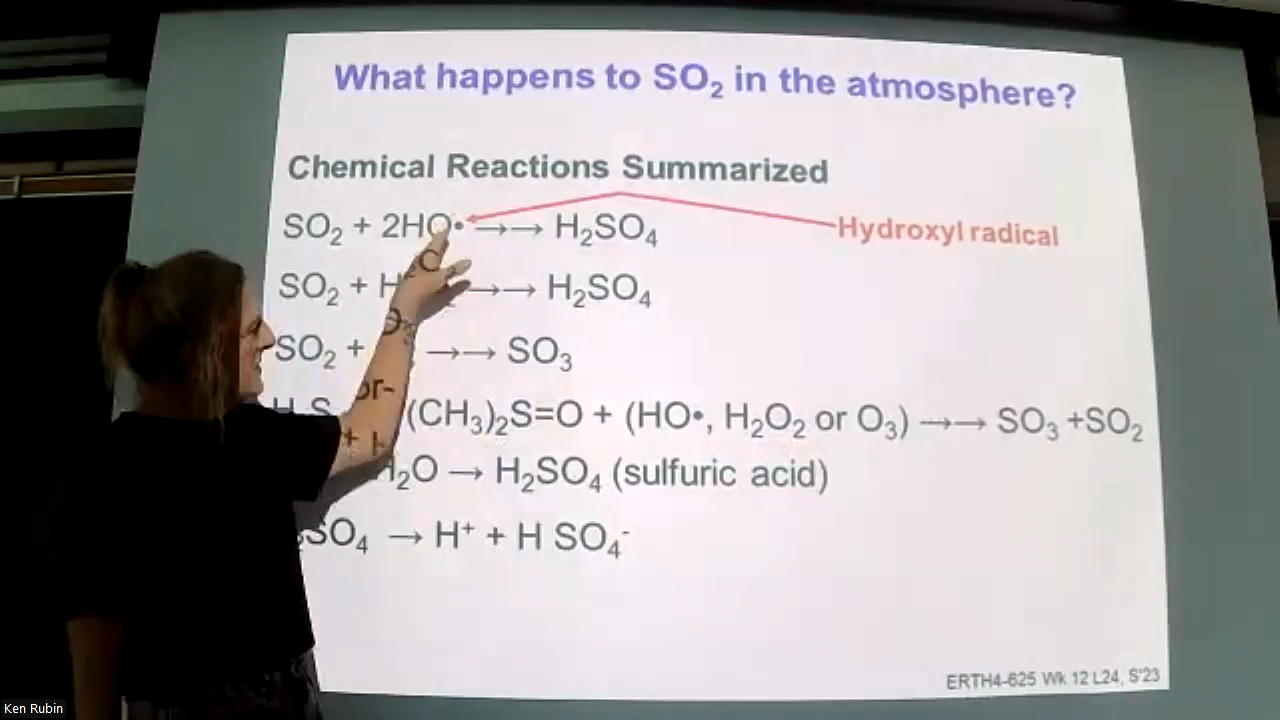 What happens to SO₂ in the atmosphere?
Chemical Reactions Summarized
SO₂ + 2HO• →→ H₂SO₄
Hydroxyl radical
SO₂ + H →→ H₂SO₄
SO₂ + →→ SO₃
(CH₃)₂S=O + (HO•, H₂O₂ or O₃) →→ SO₃ +SO₂
H₂O → H₂SO₄ (sulfuric acid)
SO₄ → H⁺ + H SO₄⁻
ERTH4-625 Wk 12 L24, S'23
Ken Rubin